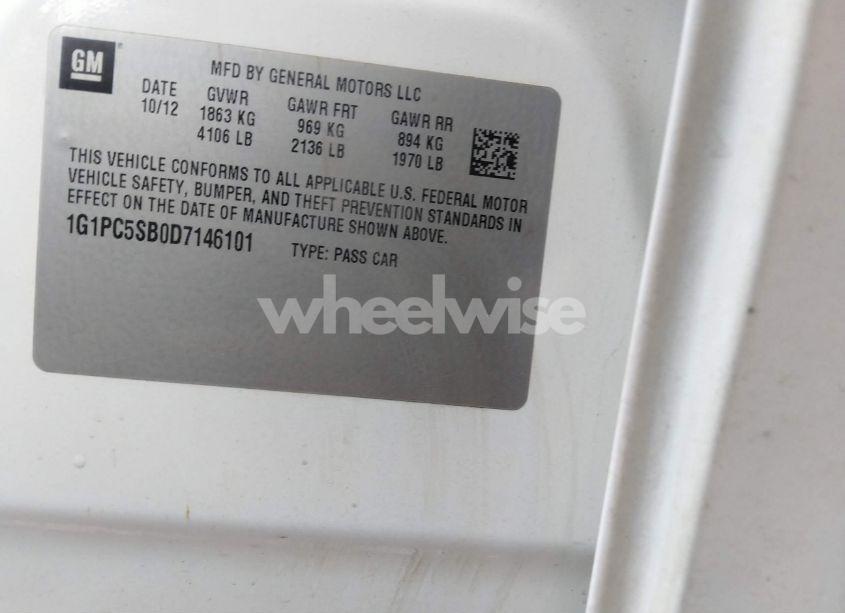 GM
MFD BY GENERAL MOTORS LLC
DATE GVWR GAWR FRT GAWR RR
10/12 1863 KG 969 KG 894 KG
4106 LB 2136 LB 1970 LB
THIS VEHICLE CONFORMS TO ALL APPLICABLE U.S. FEDERAL MOTOR
VEHICLE SAFETY, BUMPER, AND THEFT PREVENTION STANDARDS IN
EFFECT ON THE DATE OF MANUFACTURE SHOWN ABOVE.
1G1PC5SB0D7146101 TYPE: PASS CAR
wheelwise